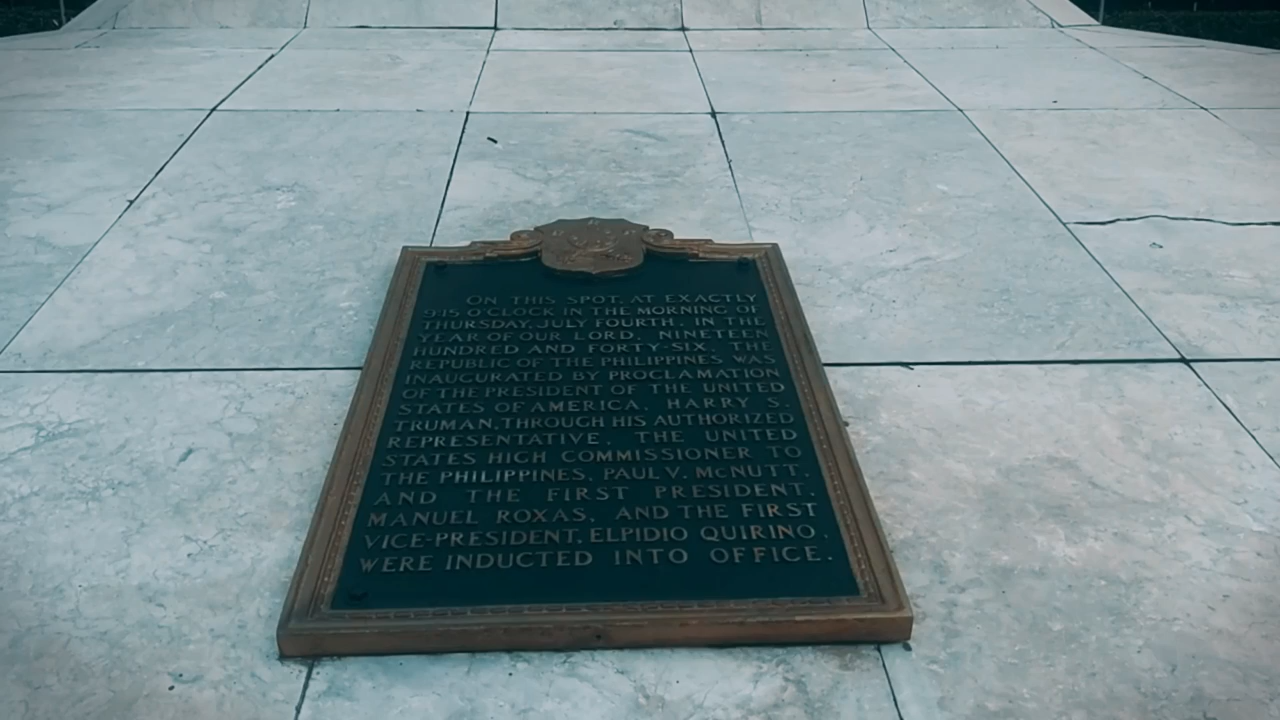 ON THIS SPOT, AT EXACTLY
9:15 O'CLOCK IN THE MORNING OF
THURSDAY, JULY FOURTH, IN THE
YEAR OF OUR LORD, NINETEEN
HUNDRED AND FORTY-SIX, THE
REPUBLIC OF THE PHILIPPINES WAS
INAUGURATED BY PROCLAMATION
OF THE PRESIDENT OF THE UNITED
STATES OF AMERICA, HARRY S.
TRUMAN, THROUGH HIS AUTHORIZED
REPRESENTATIVE, THE UNITED
STATES HIGH COMMISSIONER TO
THE PHILIPPINES, PAUL V. McNUTT,
AND THE FIRST PRESIDENT,
MANUEL ROXAS, AND THE FIRST
VICE-PRESIDENT, ELPIDIO QUIRINO,
WERE INDUCTED INTO OFFICE.